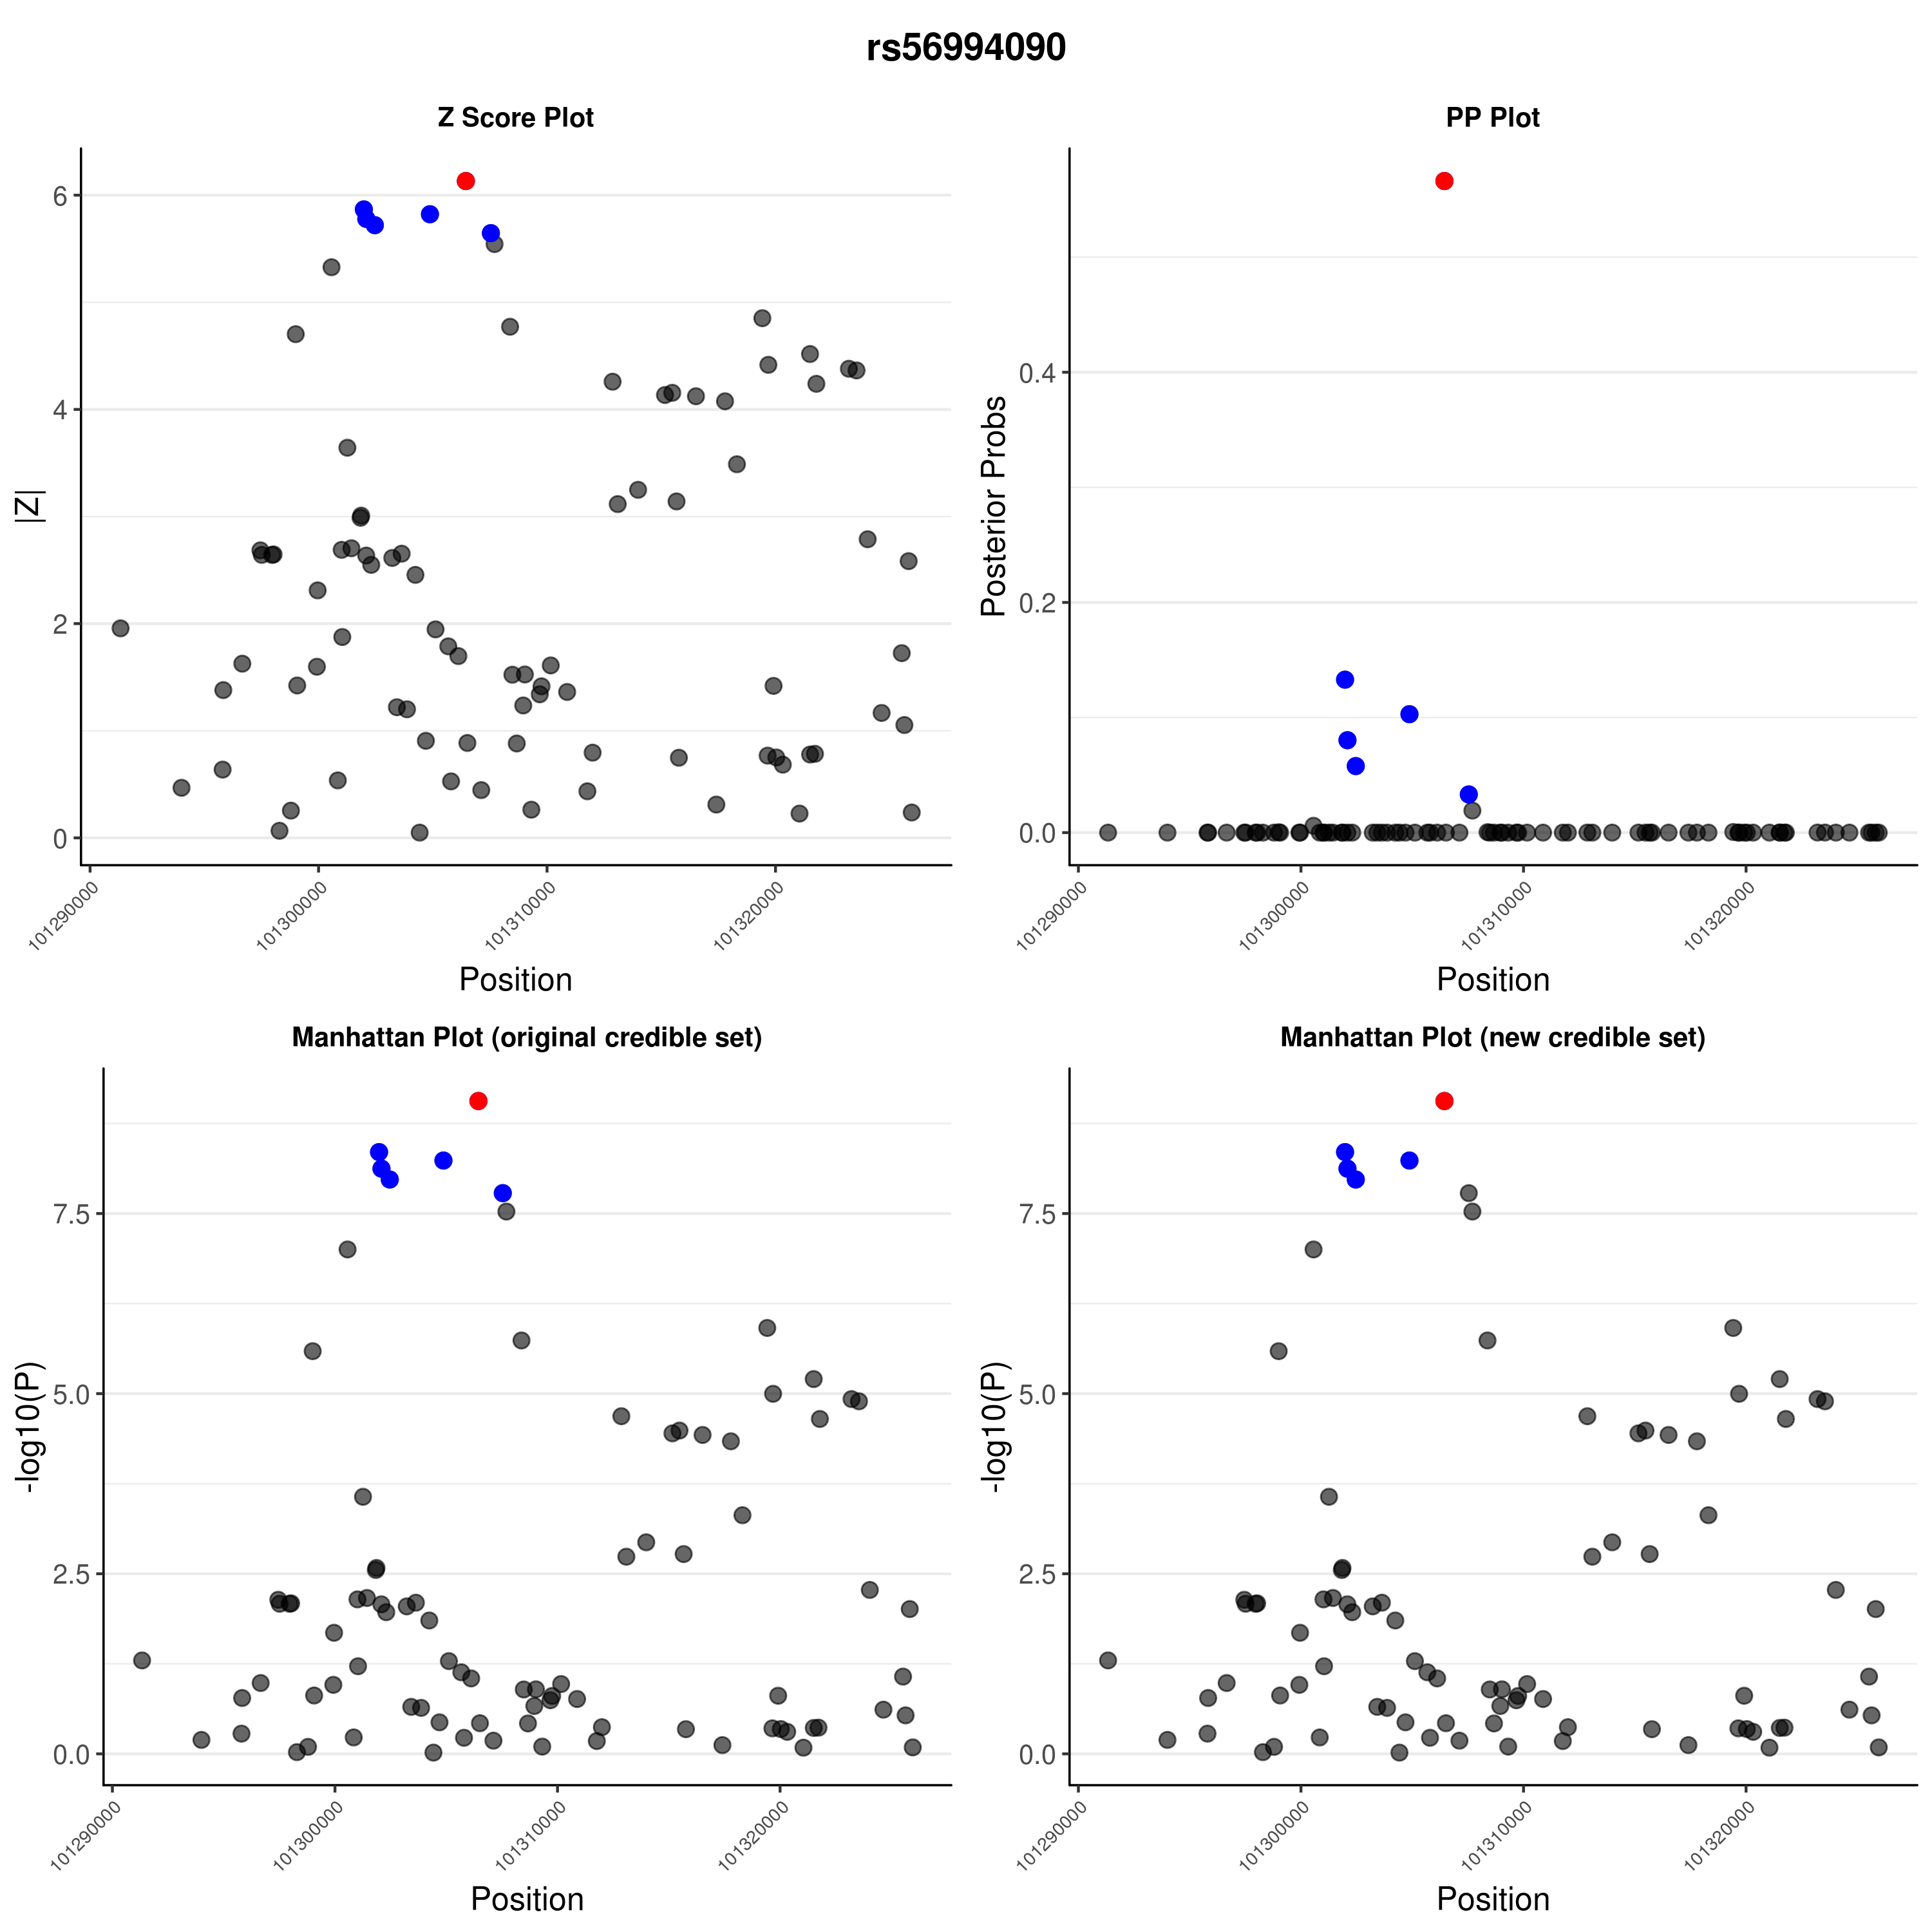 rs56994090
Z Score Plot
|Z|
6
4
2
0
101290000
101300000
101310000
101320000
Position
PP Plot
Posterior Probs
0.4
0.2
0.0
101290000
101300000
101310000
101320000
Position
Manhattan Plot (original credible set)
-log10(P)
7.5
5.0
2.5
0.0
101290000
101300000
101310000
101320000
Position
Manhattan Plot (new credible set)
-log10(P)
7.5
5.0
2.5
0.0
101290000
101300000
101310000
101320000
Position